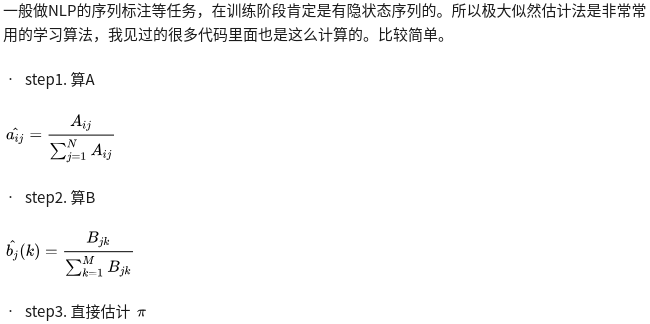 一般做NLP的序列标注等任务，在训练阶段肯定是有隐状态序列的。所以极大似然估计法是非常常
用的学习算法，我见过的很多代码里面也是这么计算的。比较简单。
· step1. 算A
\hat{a_{ij}} = \frac{A_{ij}}{\sum_{j=1}^{N} A_{ij}}
· step2. 算B
\hat{b_j}(k) = \frac{B_{jk}}{\sum_{k=1}^{M} B_{jk}}
· step3. 直接估计 π